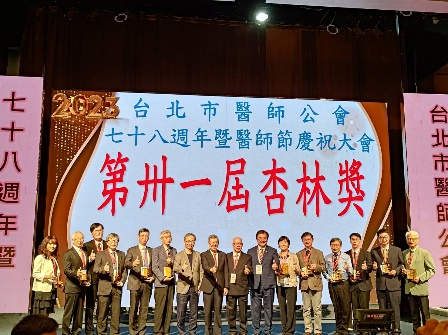 2023 台北市醫師公會
七十八週年暨醫師節慶祝大會
第卅一屆杏林獎
七十八週年暨
台北市醫師公會